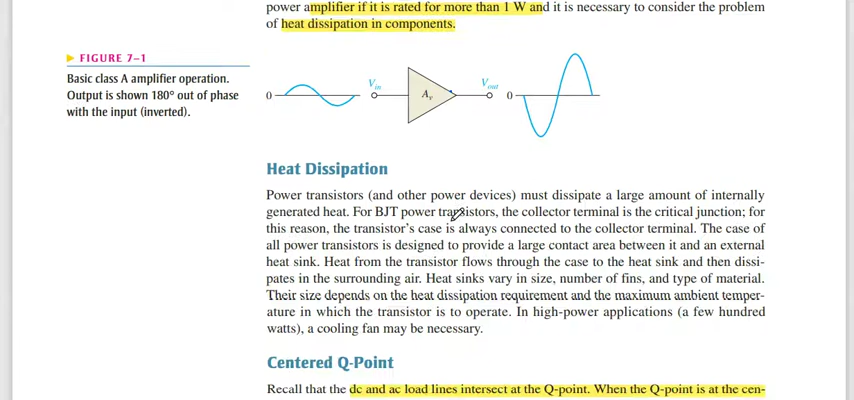 power amplifier if it is rated for more than 1 W and it is necessary to consider the problem
of heat dissipation in components.
▶ FIGURE 7–1
Basic class A amplifier operation.
Output is shown 180° out of phase
with the input (inverted).
0
Vin
Av
Vout
0
Heat Dissipation
Power transistors (and other power devices) must dissipate a large amount of internally
generated heat. For BJT power transistors, the collector terminal is the critical junction; for
this reason, the transistor's case is always connected to the collector terminal. The case of
all power transistors is designed to provide a large contact area between it and an external
heat sink. Heat from the transistor flows through the case to the heat sink and then dissi-
pates in the surrounding air. Heat sinks vary in size, number of fins, and type of material.
Their size depends on the heat dissipation requirement and the maximum ambient temper-
ature in which the transistor is to operate. In high-power applications (a few hundred
watts), a cooling fan may be necessary.
Centered Q-Point
Recall that the dc and ac load lines intersect at the Q-point. When the Q-point is at the cen-